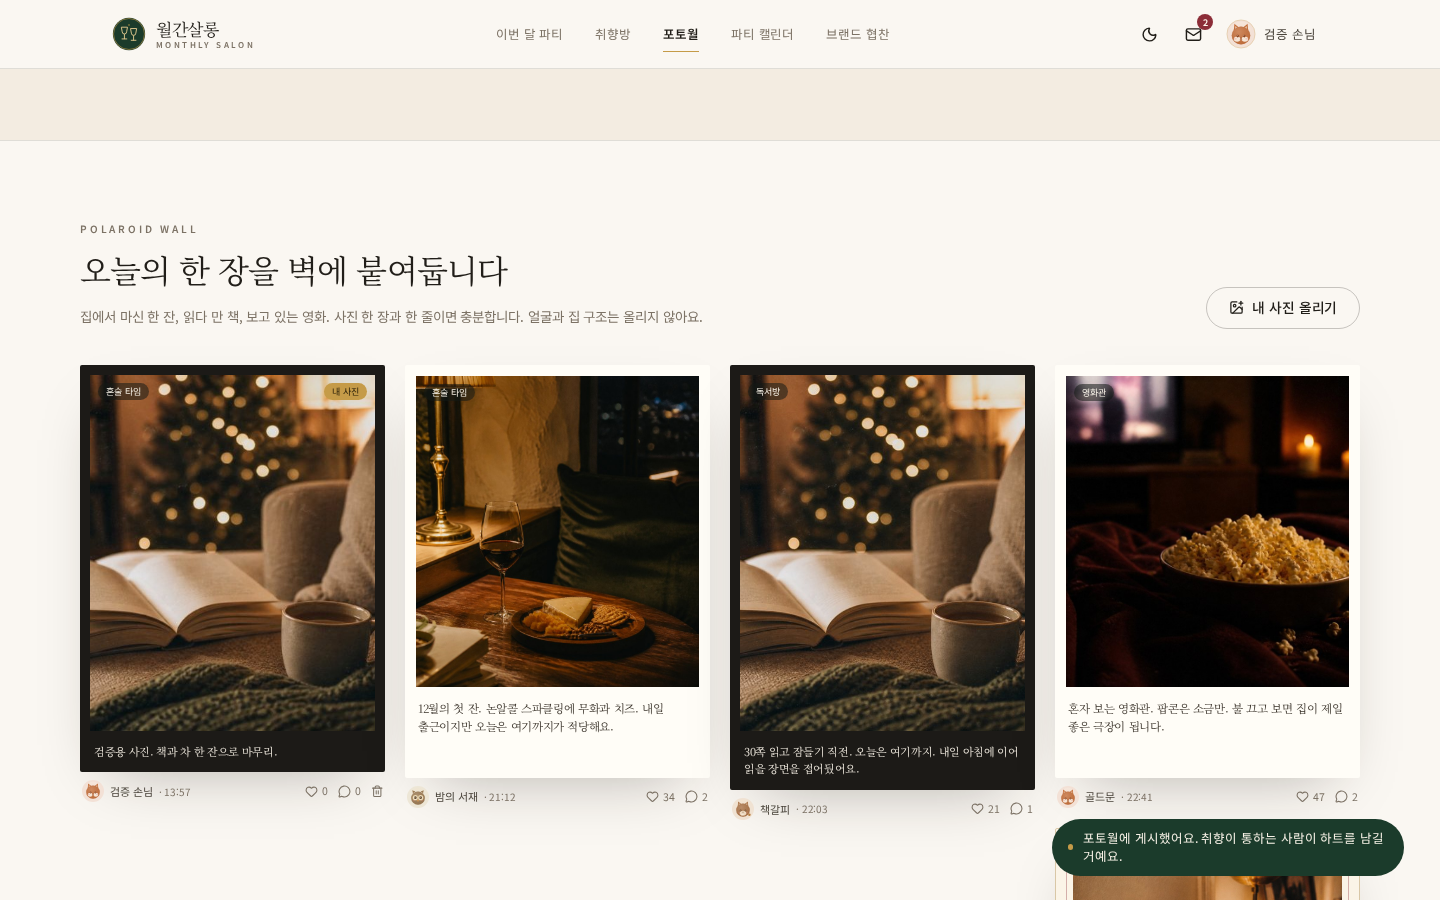 월간살롱
MONTHLY SALON
이번 달 파티
취향방
포토월
파티 캘린더
브랜드 협찬
2
검증 손님
POLAROID WALL
오늘의 한 장을 벽에 붙여둡니다
집에서 마신 한 잔, 읽다 만 책, 보고 있는 영화. 사진 한 장과 한 줄이면 충분합니다. 얼굴과 집 구조는 올리지 않아요.
내 사진 올리기
혼술 타임
내 사진
검증용 사진. 책과 차 한 잔으로 마무리.
검증 손님 · 13:57
0
0
혼술 타임
12월의 첫 잔. 논알콜 스파클링에 무화과 치즈. 내일
출근이지만 오늘은 여기까지가 적당해요.
밤의 서재 · 21:12
34
2
독서방
30쪽 읽고 잠들기 직전. 오늘은 여기까지. 내일 아침에 이어
읽을 장면을 접어뒀어요.
책갈피 · 22:03
21
1
영화관
혼자 보는 영화관. 팝콘은 소금만. 불 끄고 보면 집이 제일
좋은 극장이 됩니다.
골드문 · 22:41
47
2
포토월에 게시했어요. 취향이 통하는 사람이 하트를 남길
거예요.